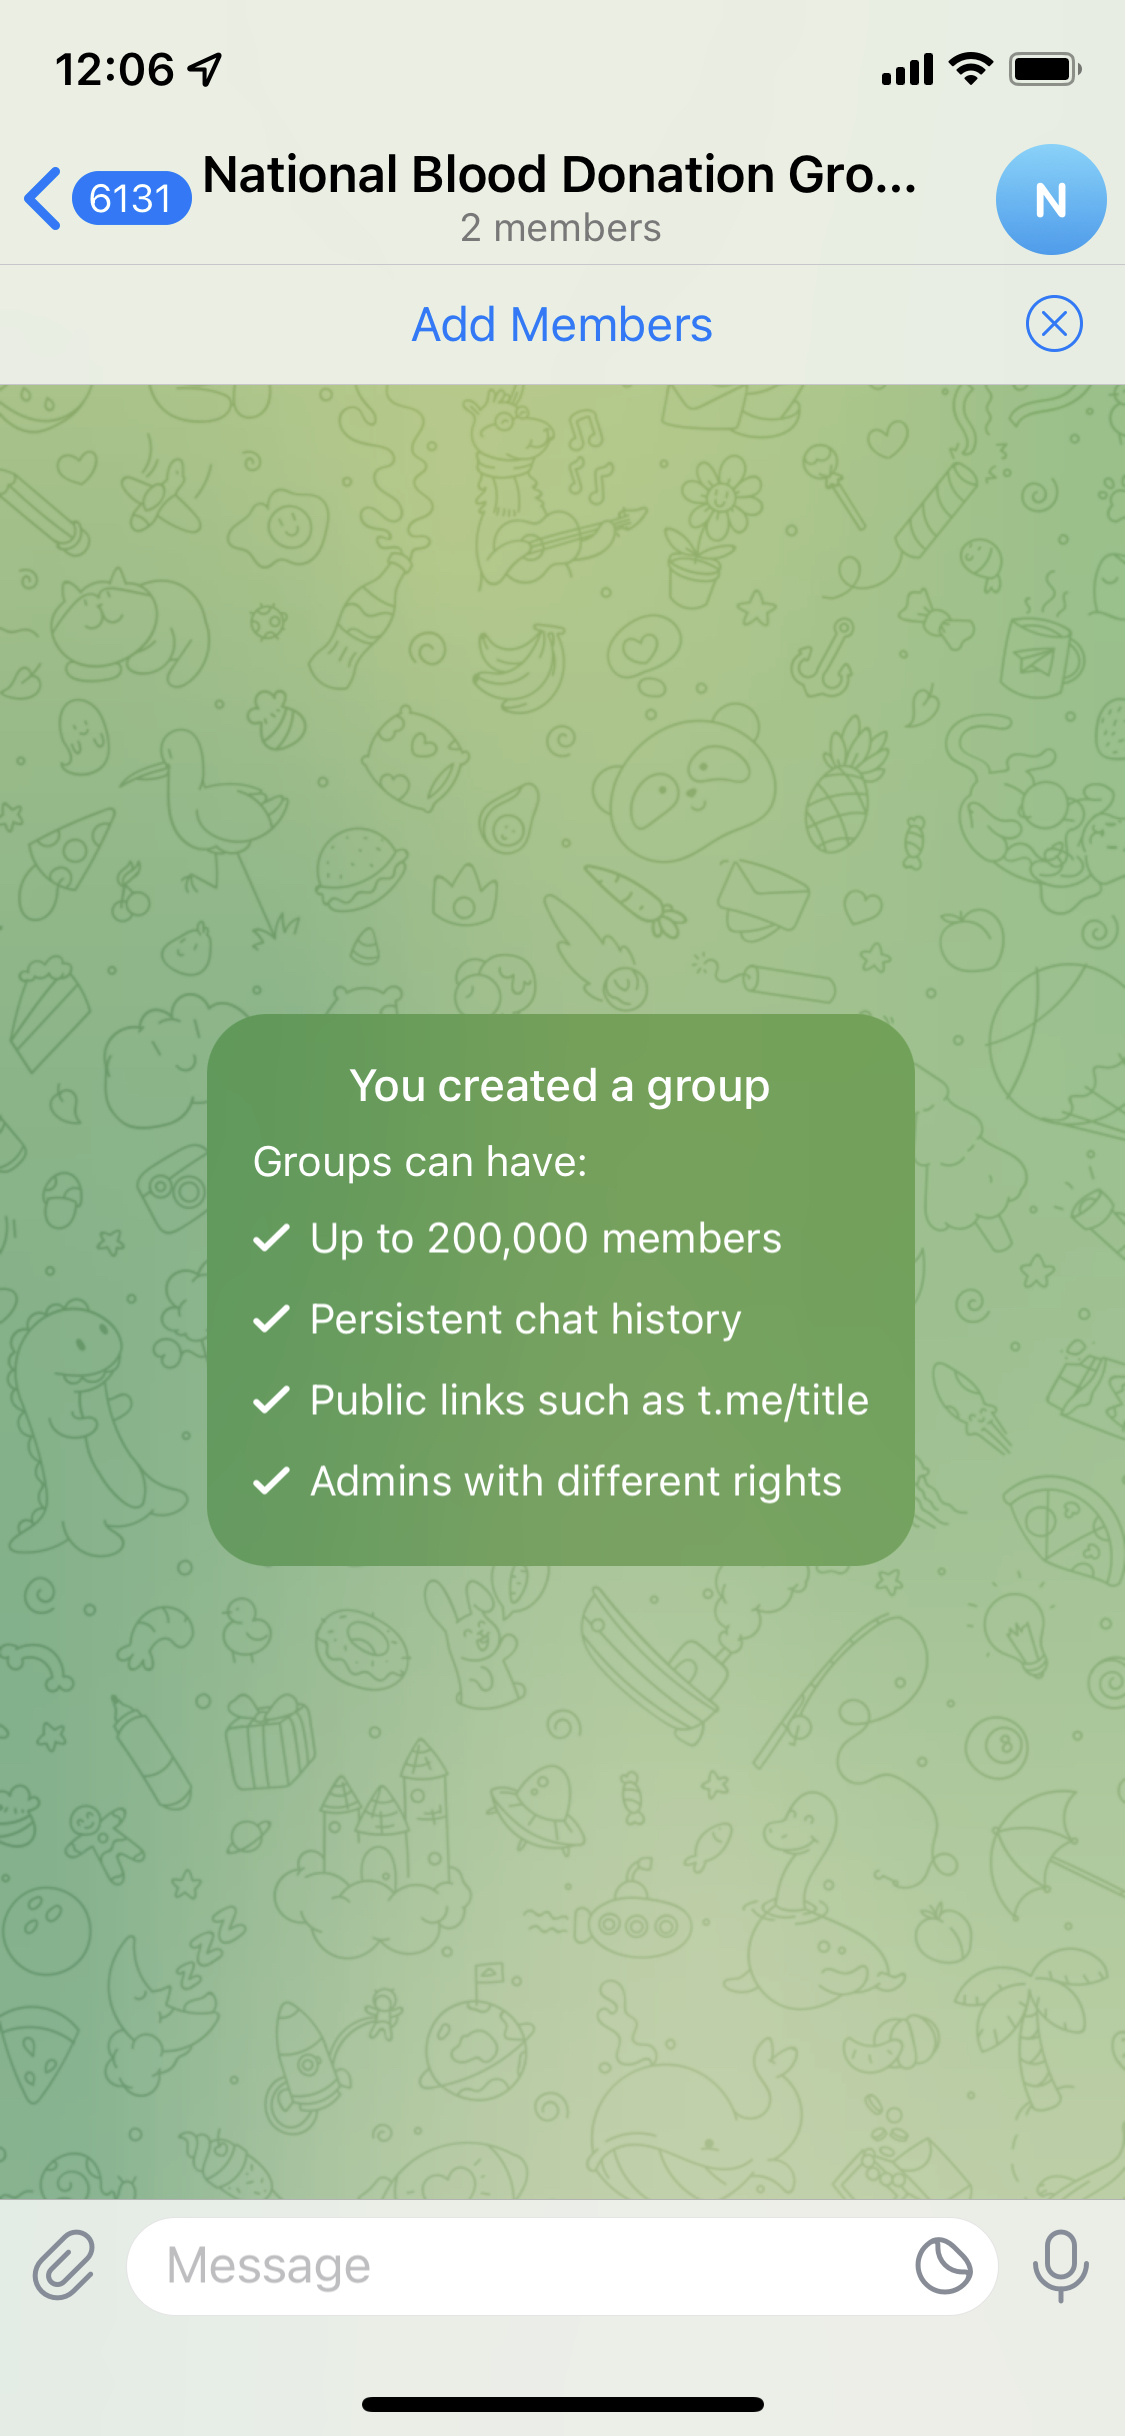 12:06
6131
National Blood Donation Gro...
2 members
N
Add Members
You created a group
Groups can have:
Up to 200,000 members
Persistent chat history
Public links such as t.me/title
Admins with different rights
Message